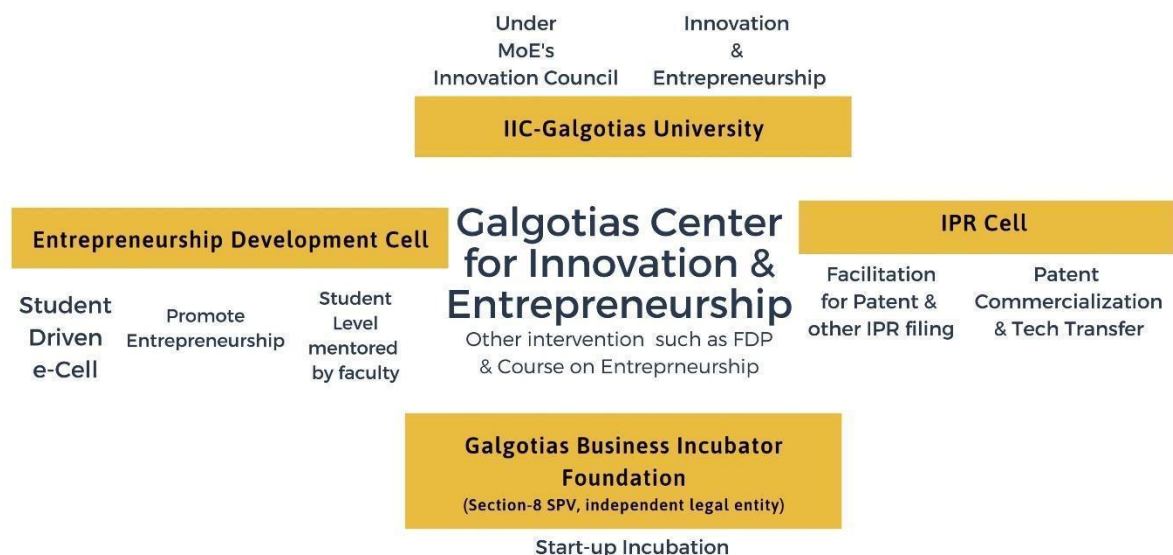 Under
MoE's
Innovation Council
Innovation
&
Entrepreneurship
IIC-Galgotias University
Entrepreneurship Development Cell
Student
Driven
e-Cell
Promote
Entrepreneurship
Student
Level
mentored
by faculty
Galgotias Center
for Innovation &
Entrepreneurship
Other intervention such as FDP
& Course on Entreprneurship
IPR Cell
Facilitation
for Patent &
other IPR filing
Patent
Commercialization
& Tech Transfer
Galgotias Business Incubator
Foundation
(Section-8 SPV, independent legal entity)
Start-up Incubation